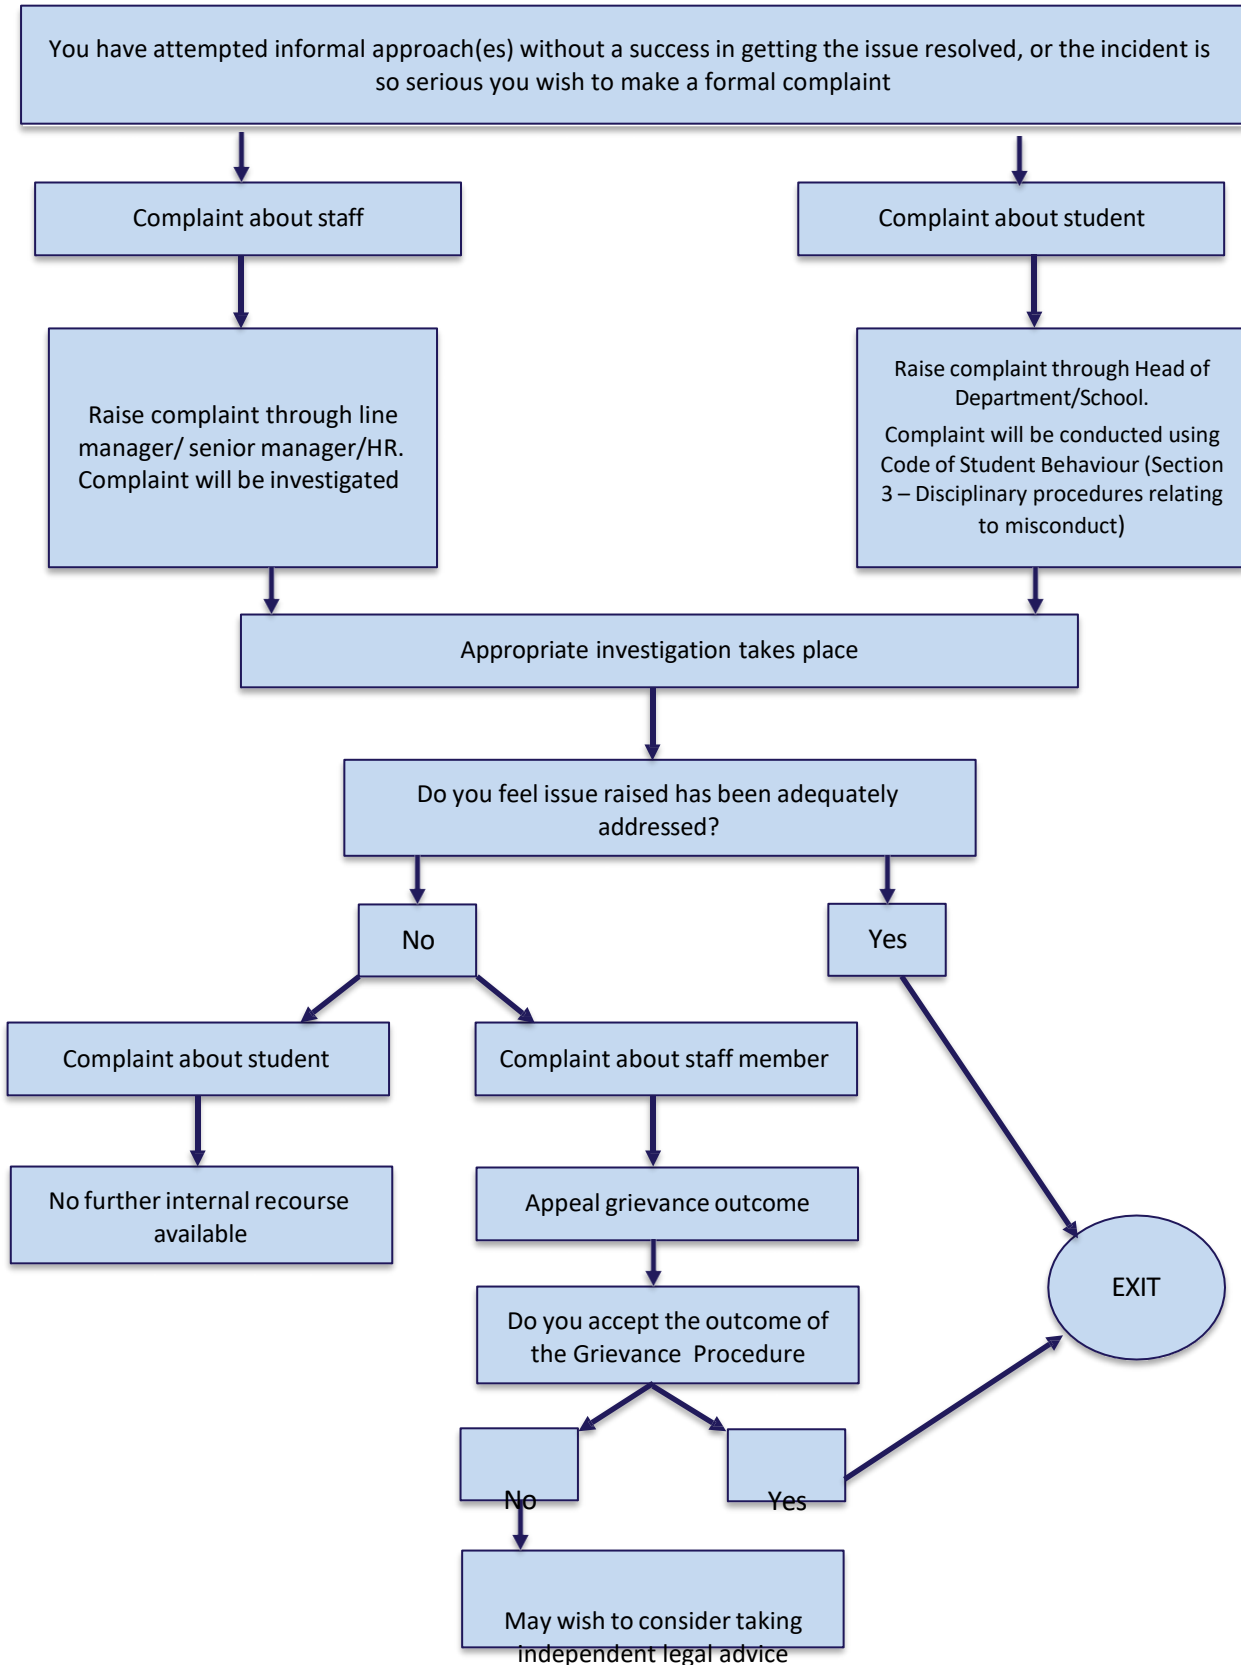 You have attempted informal approach(es) without a success in getting the issue resolved, or the incident is
so serious you wish to make a formal complaint
Complaint about staff
Complaint about student
Raise complaint through line
manager/ senior manager/HR.
Complaint will be investigated
Raise complaint through Head of
Department/School.
Complaint will be conducted using
Code of Student Behaviour (Section
3 – Disciplinary procedures relating
to misconduct)
Appropriate investigation takes place
Do you feel issue raised has been adequately
addressed?
No
Yes
Complaint about student
Complaint about staff member
No further internal recourse
available
Appeal grievance outcome
EXIT
Do you accept the outcome of
the Grievance Procedure
No
Yes
May wish to consider taking
independent legal advice